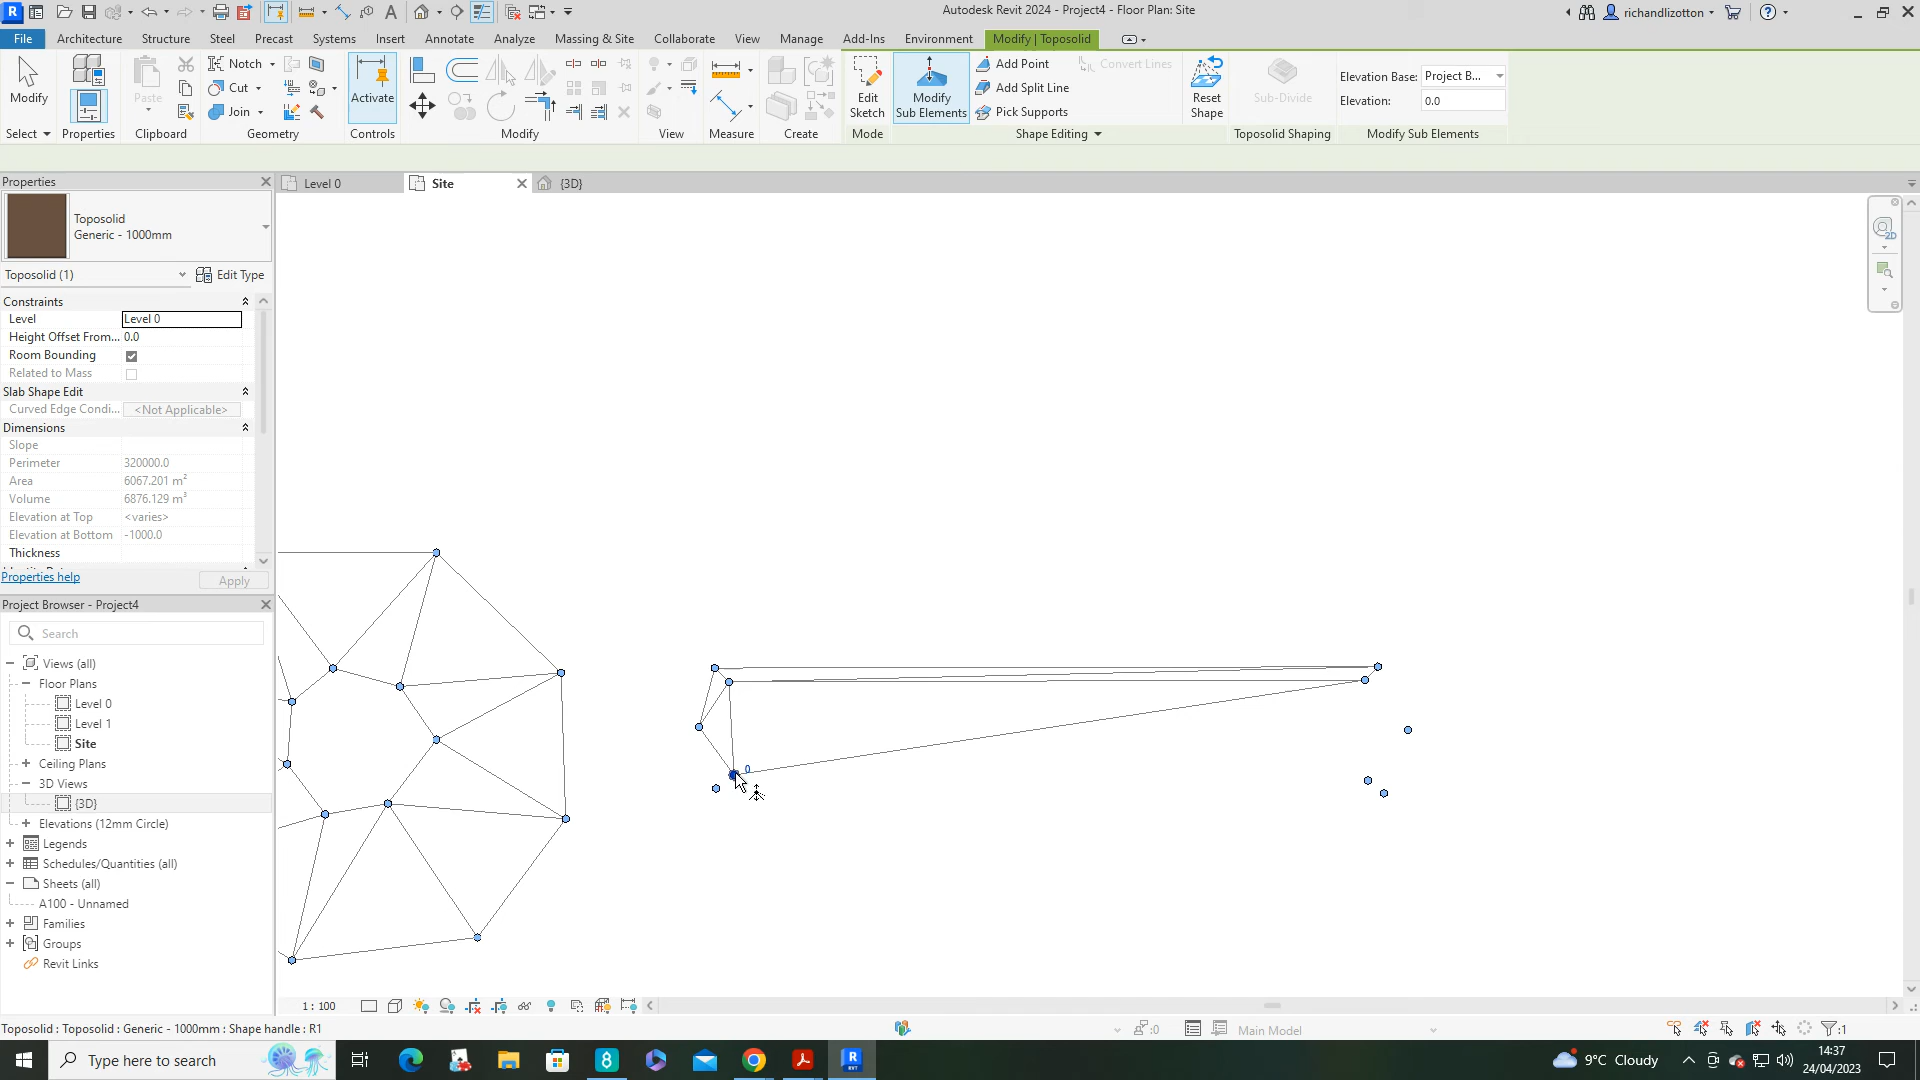 Autodesk Revit 2024 - Project4 - Floor Plan: Site
richandlizotton
File Architecture Structure Steel Precast Systems Insert Annotate Analyze Massing & Site Collaborate View Manage Add-Ins Environment Modify | Toposolid
Modify
Paste
Notch
Cut
Join
Activate
Edit Sketch
Modify Sub Elements
Add Point
Add Split Line
Pick Supports
Convert Lines
Reset Shape
Sub-Divide
Elevation Base: Project B...
Elevation: 0.0
Select Properties Clipboard Geometry Controls Modify View Measure Create Mode Shape Editing Toposolid Shaping Modify Sub Elements
Properties
Level 0
Site
{3D}
Toposolid
Generic - 1000mm
Toposolid (1)
Edit Type
Constraints
Level Level 0
Height Offset From... 0.0
Room Bounding
Related to Mass
Slab Shape Edit
Curved Edge Condi... <Not Applicable>
Dimensions
Slope
Perimeter 320000.0
Area 6067.201 m²
Volume 6876.129 m³
Elevation at Top <varies>
Elevation at Bottom -1000.0
Thickness
Properties help
Apply
Project Browser - Project4
Search
Views (all)
Floor Plans
Level 0
Level 1
Site
Ceiling Plans
3D Views
{3D}
Elevations (12mm Circle)
Legends
Schedules/Quantities (all)
Sheets (all)
A100 - Unnamed
Families
Groups
Revit Links
0
2D
1 : 100
Toposolid : Toposolid : Generic - 1000mm : Shape handle : R1
:0
Main Model
:1
Type here to search
9°C Cloudy
14:37
24/04/2023